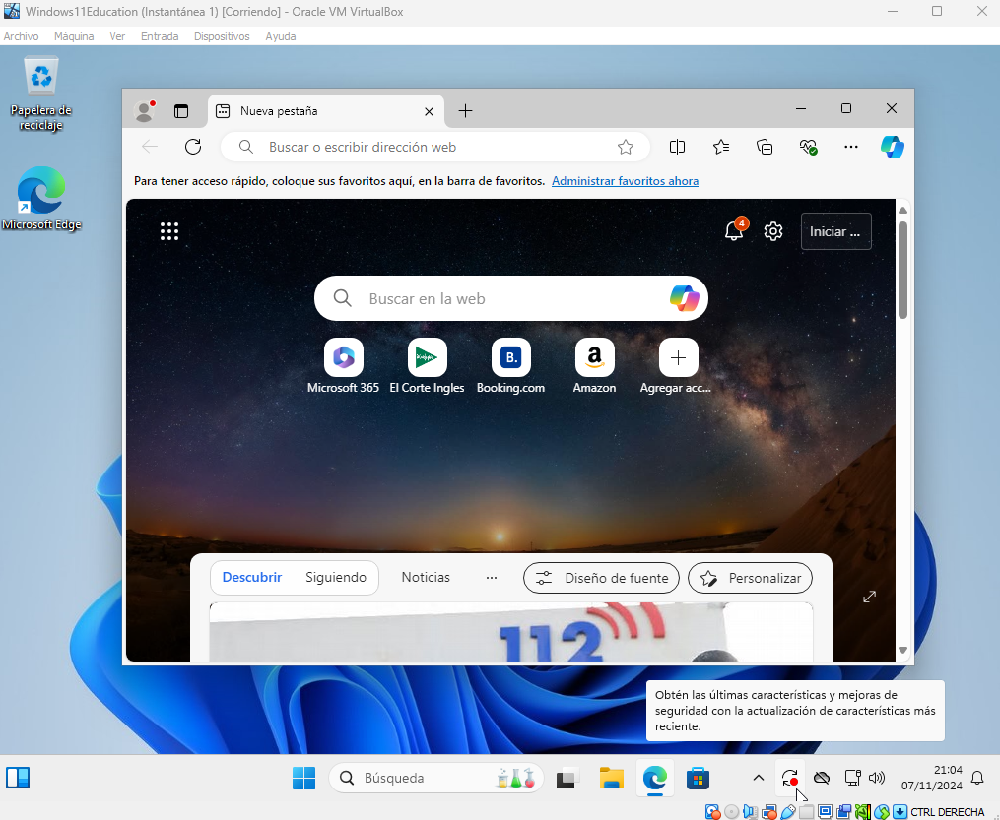 Windows11Education (Instantánea 1) [Corriendo] - Oracle VM VirtualBox
Archivo Máquina Ver Entrada Dispositivos Ayuda
Papelera de
reciclaje
Microsoft Edge
Nueva pestaña
Buscar o escribir dirección web
Para tener acceso rápido, coloque sus favoritos aquí, en la barra de favoritos. Administrar favoritos ahora
4
Iniciar ...
Buscar en la web
Microsoft 365
El Corte Ingles
B.
Booking.com
a
Amazon
Agregar acc...
Descubrir Siguiendo Noticias ... Diseño de fuente Personalizar
112
Obtén las últimas características y mejoras de
seguridad con la actualización de características más
reciente.
Búsqueda
21:04
07/11/2024
CTRL DERECHA